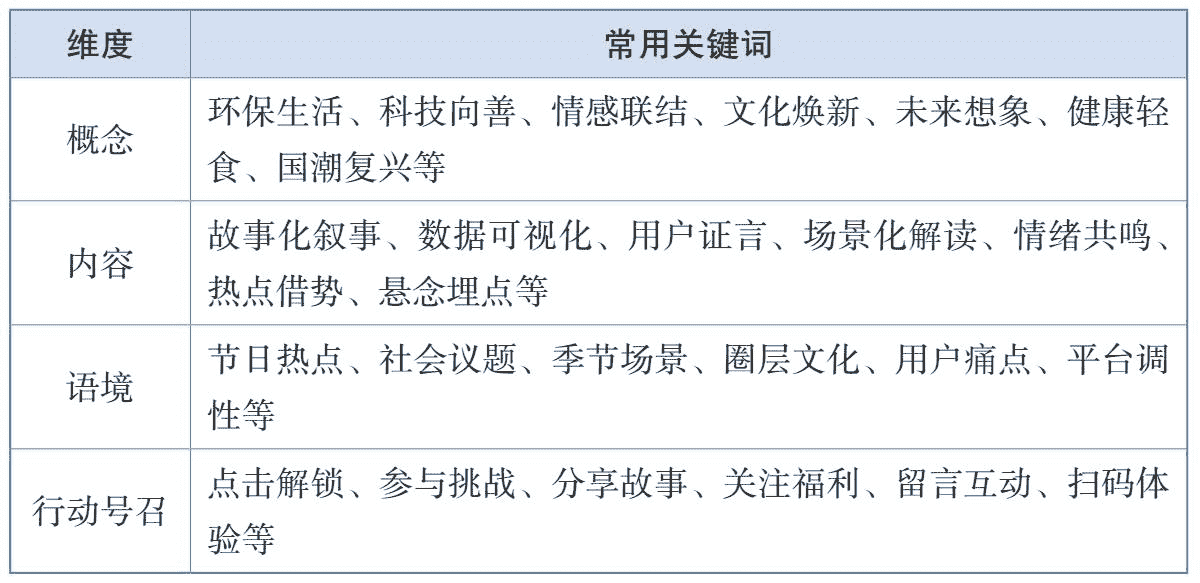 维度
常用关键词
概念
环保生活、科技向善、情感联结、文化焕新、未来想象、健康轻
食、国潮复兴等
内容
故事化叙事、数据可视化、用户证言、场景化解读、情绪共鸣、
热点借势、悬念埋点等
语境
节日热点、社会议题、季节场景、圈层文化、用户痛点、平台调
性等
行动号召
点击解锁、参与挑战、分享故事、关注福利、留言互动、扫码体
验等